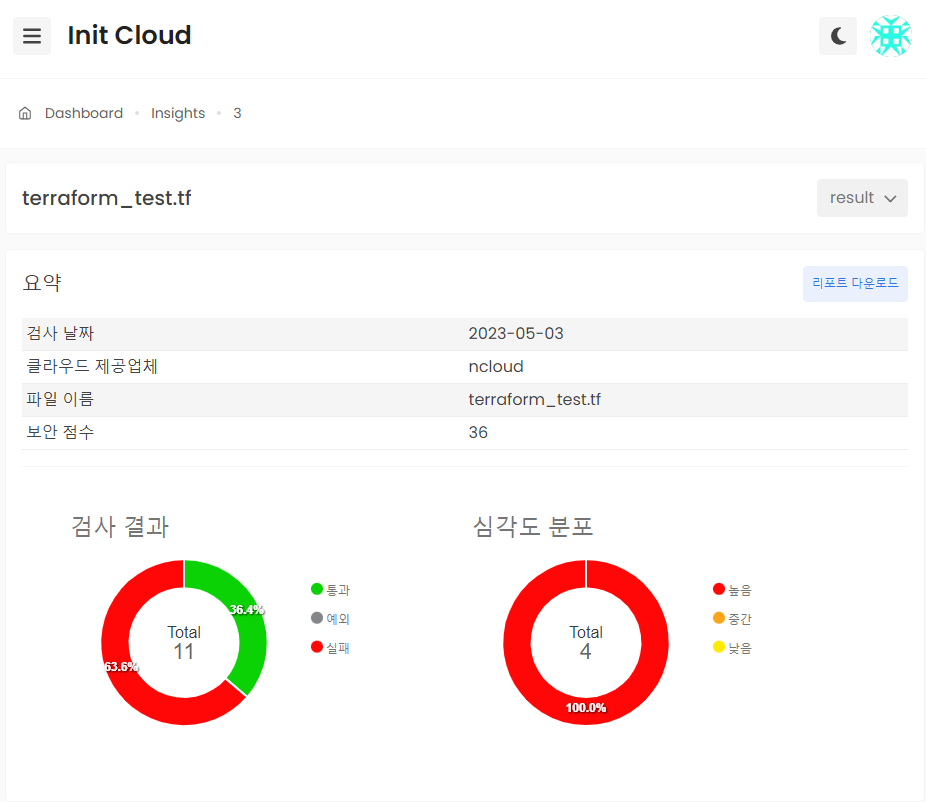 Init Cloud
Dashboard • Insights • 3
terraform_test.tf
result
요약
리포트 다운로드
검사 날짜 2023-05-03
클라우드 제공업체 ncloud
파일 이름 terraform_test.tf
보안 점수 36
검사 결과
36.4%
63.6%
Total
11
통과
예외
실패
심각도 분포
Total
4
100.0%
높음
중간
낮음